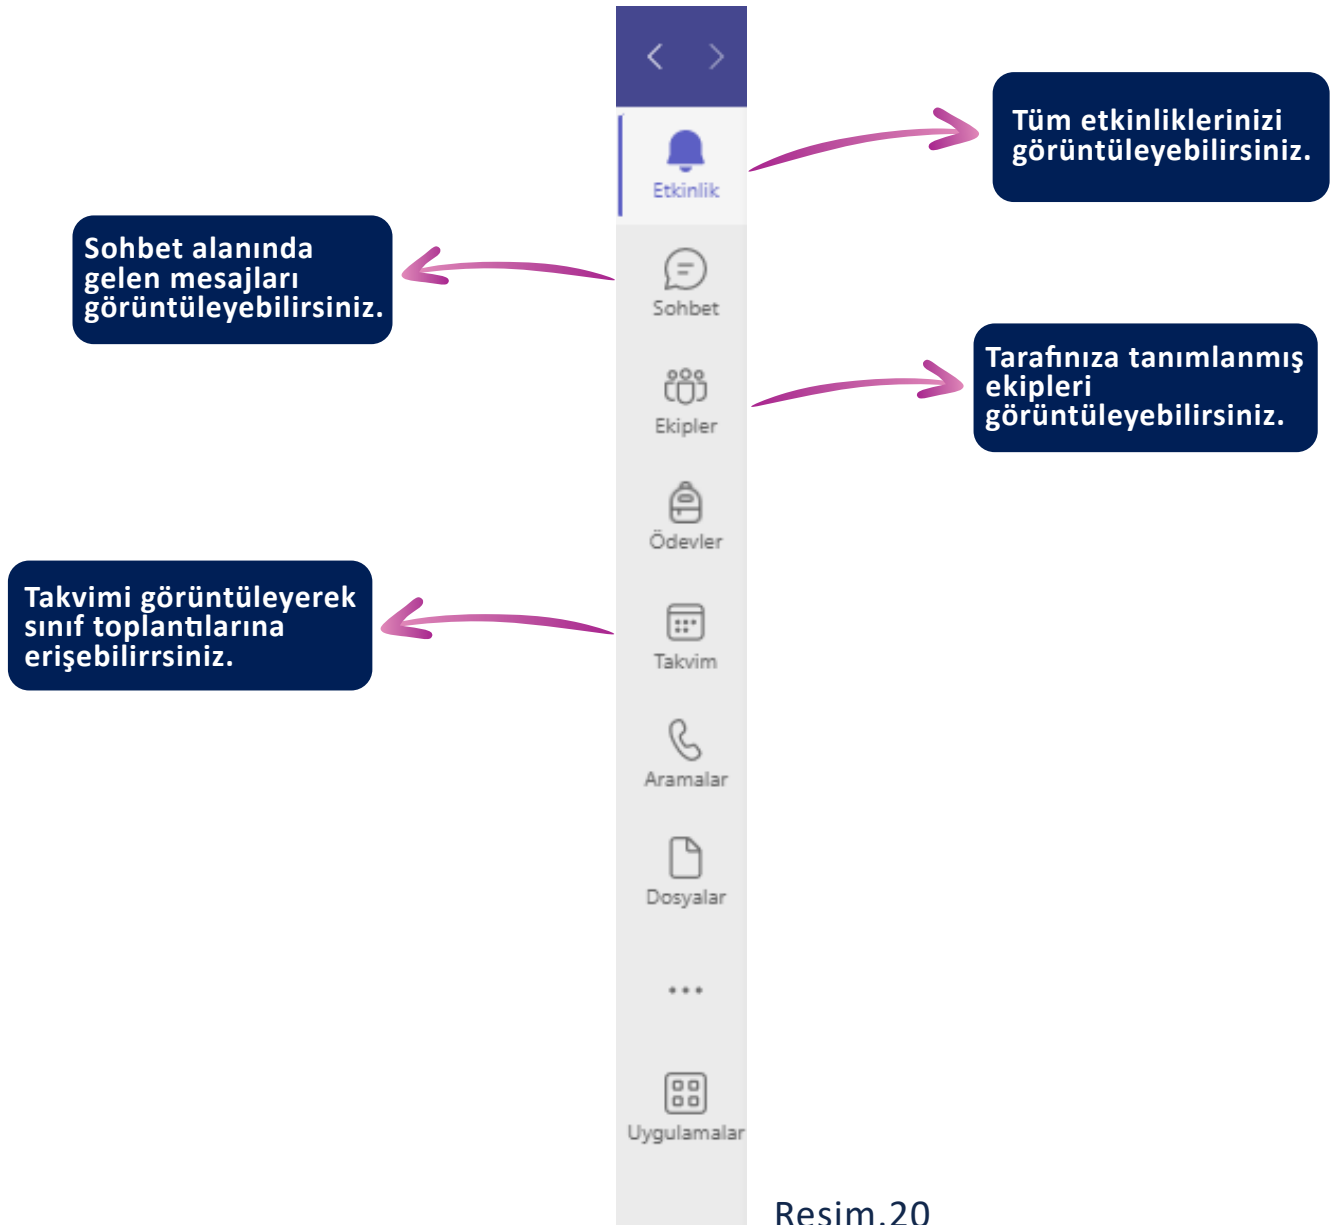 Tüm etkinliklerinizi
görüntüleyebilirsiniz.
Etkinlik
Sohbet alanında
gelen mesajları
görüntüleyebilirsiniz.
Sohbet
Tarafınıza tanımlanmış
ekipleri
görüntüleyebilirsiniz.
Ekipler
Ödevler
Takvimi görüntüleyerek
sınıf toplantılarına
erişebilirrsiniz.
Takvim
Aramalar
Dosyalar
Uygulamalar
Resim.20